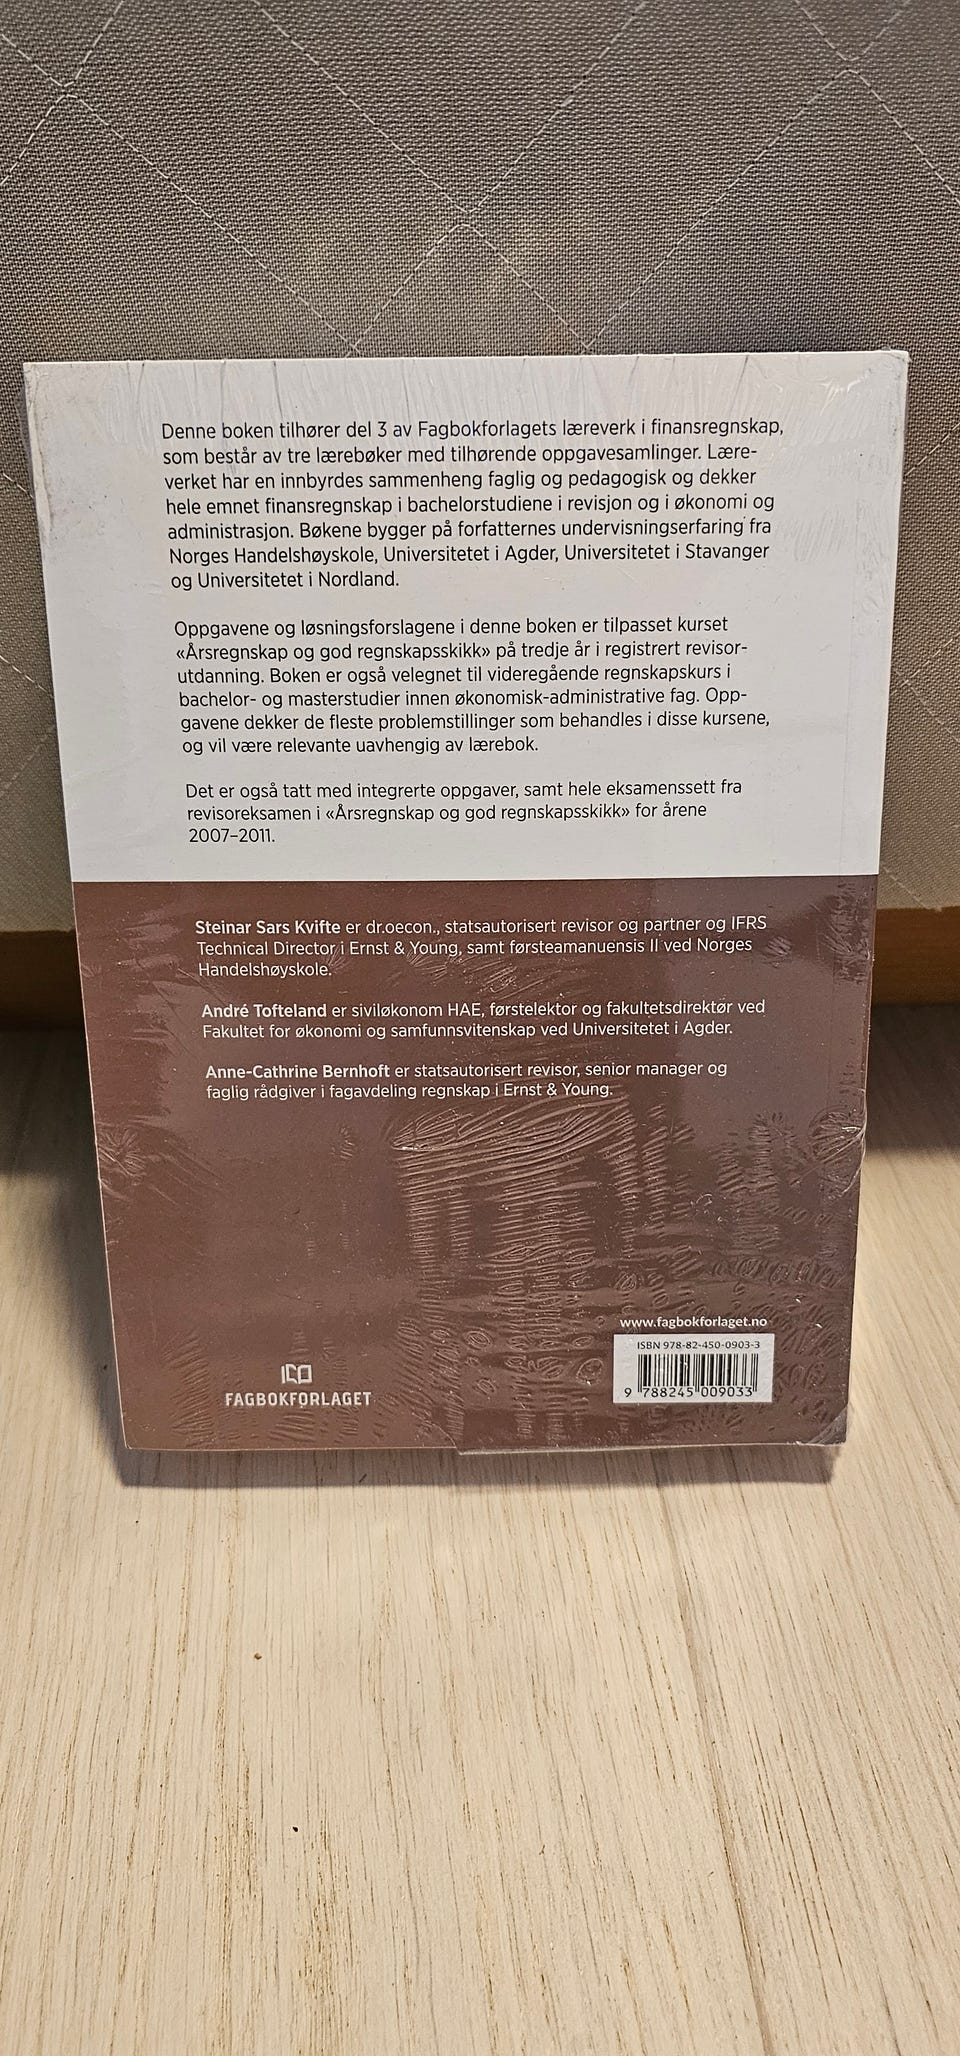 Denne boken tilhører del 3 av Fagbokforlagets læreverk i finansregnskap,
som består av tre lærebøker med tilhørende oppgavesamlinger. Lære-
verket har en innbyrdes sammenheng faglig og pedagogisk og dekker
hele emnet finansregnskap i bachelorstudiene i revisjon og i økonomi og
administrasjon. Bøkene bygger på forfatternes undervisningserfaring fra
Norges Handelshøyskole, Universitetet i Agder, Universitetet i Stavanger
og Universitetet i Nordland.
Oppgavene og løsningsforslagene i denne boken er tilpasset kurset
«Årsregnskap og god regnskapsskikk» på tredje år i registrert revisor-
utdanning. Boken er også velegnet til videregående regnskapskurs i
bachelor- og masterstudier innen økonomisk-administrative fag. Opp-
gavene dekker de fleste problemstillinger som behandles i disse kursene,
og vil være relevante uavhengig av lærebok.
Det er også tatt med integrerte oppgaver, samt hele eksamenssett fra
revisoreksamen i «Årsregnskap og god regnskapsskikk» for årene
2007–2011.
Steinar Sars Kvifte er dr.oecon., statsautorisert revisor og partner og IFRS
Technical Director i Ernst & Young, samt førsteamanuensis II ved Norges
Handelshøyskole.
André Tofteland er siviløkonom HAE, førstelektor og fakultetsdirektør ved
Fakultet for økonomi og samfunnsvitenskap ved Universitetet i Agder.
Anne-Cathrine Bernhoft er statsautorisert revisor, senior manager og
faglig rådgiver i fagavdeling regnskap i Ernst & Young.
www.fagbokforlaget.no
ISBN 978-82-450-0903-3
9 788245 009033
FAGBOKFORLAGET